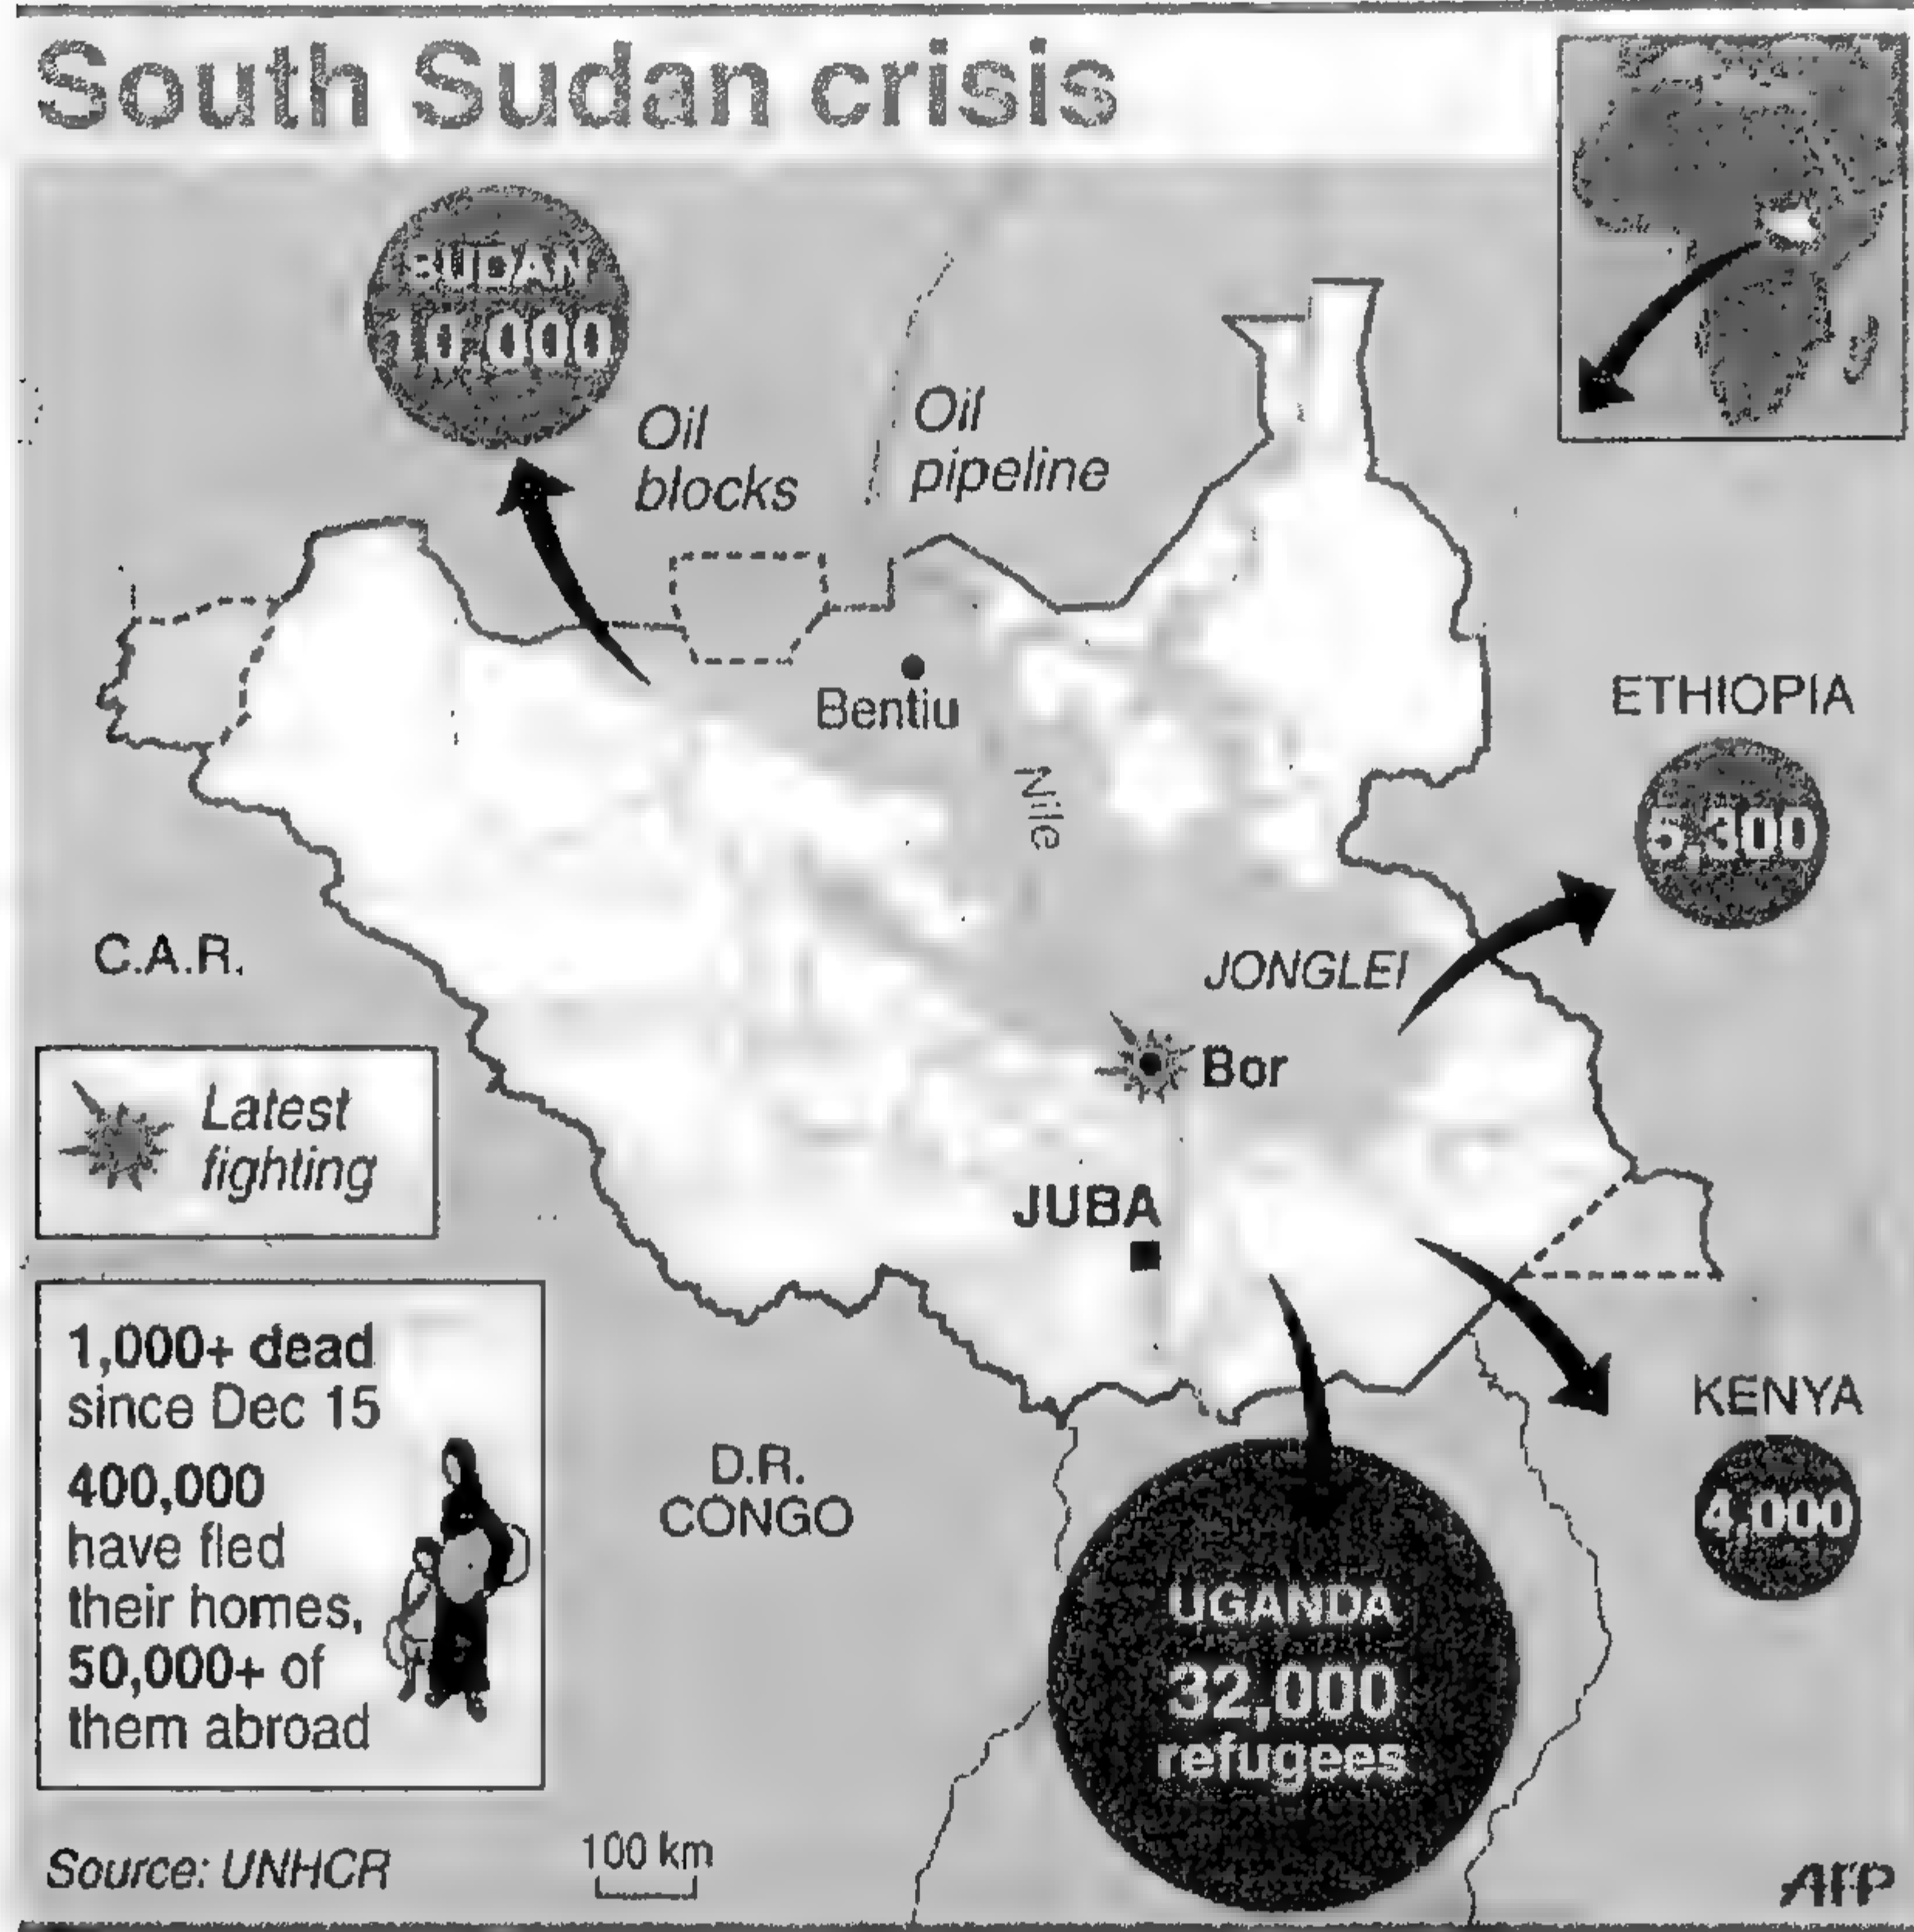 South Sudan crisis
SUDAN
10,000
Oil
blocks
Oil
pipeline
Bentiu
Nile
ETHIOPIA
5,300
C.A.R.
JONGLEI
Bor
Latest
fighting
JUBA
1,000+ dead
since Dec 15
400,000
have fled
their homes,
50,000+ of
them abroad
D.R.
CONGO
KENYA
4,000
UGANDA
32,000
refugees
Source: UNHCR
100 km
AFP